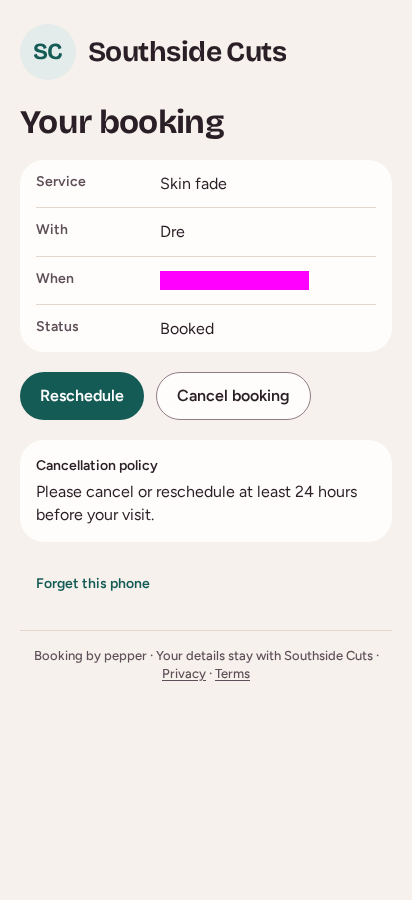 SC
Southside Cuts
Your booking
Service
Skin fade
With
Dre
When
Status
Booked
Reschedule
Cancel booking
Cancellation policy
Please cancel or reschedule at least 24 hours
before your visit.
Forget this phone
Booking by pepper · Your details stay with Southside Cuts ·
Privacy · Terms